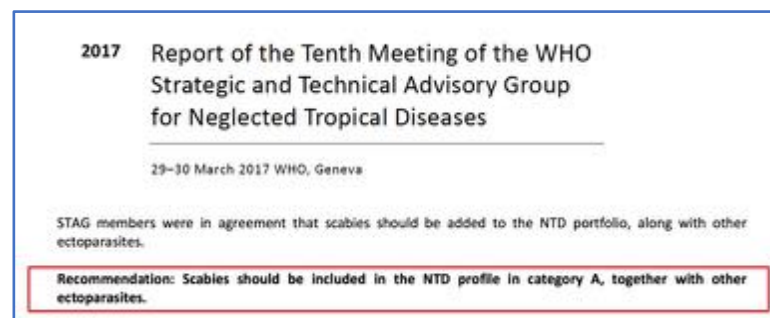 2017 Report of the Tenth Meeting of the WHO
Strategic and Technical Advisory Group
for Neglected Tropical Diseases
29–30 March 2017 WHO, Geneva
STAG members were in agreement that scabies should be added to the NTD portfolio, along with other
ectoparasites.
Recommendation: Scabies should be included in the NTD profile in category A, together with other
ectoparasites.